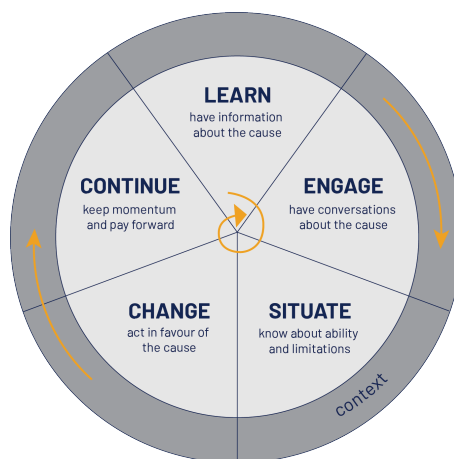 LEARN
have information
about the cause
ENGAGE
have conversations
about the cause
SITUATE
know about ability
and limitations
CHANGE
act in favour of
the cause
CONTINUE
keep momentum
and pay forward
context